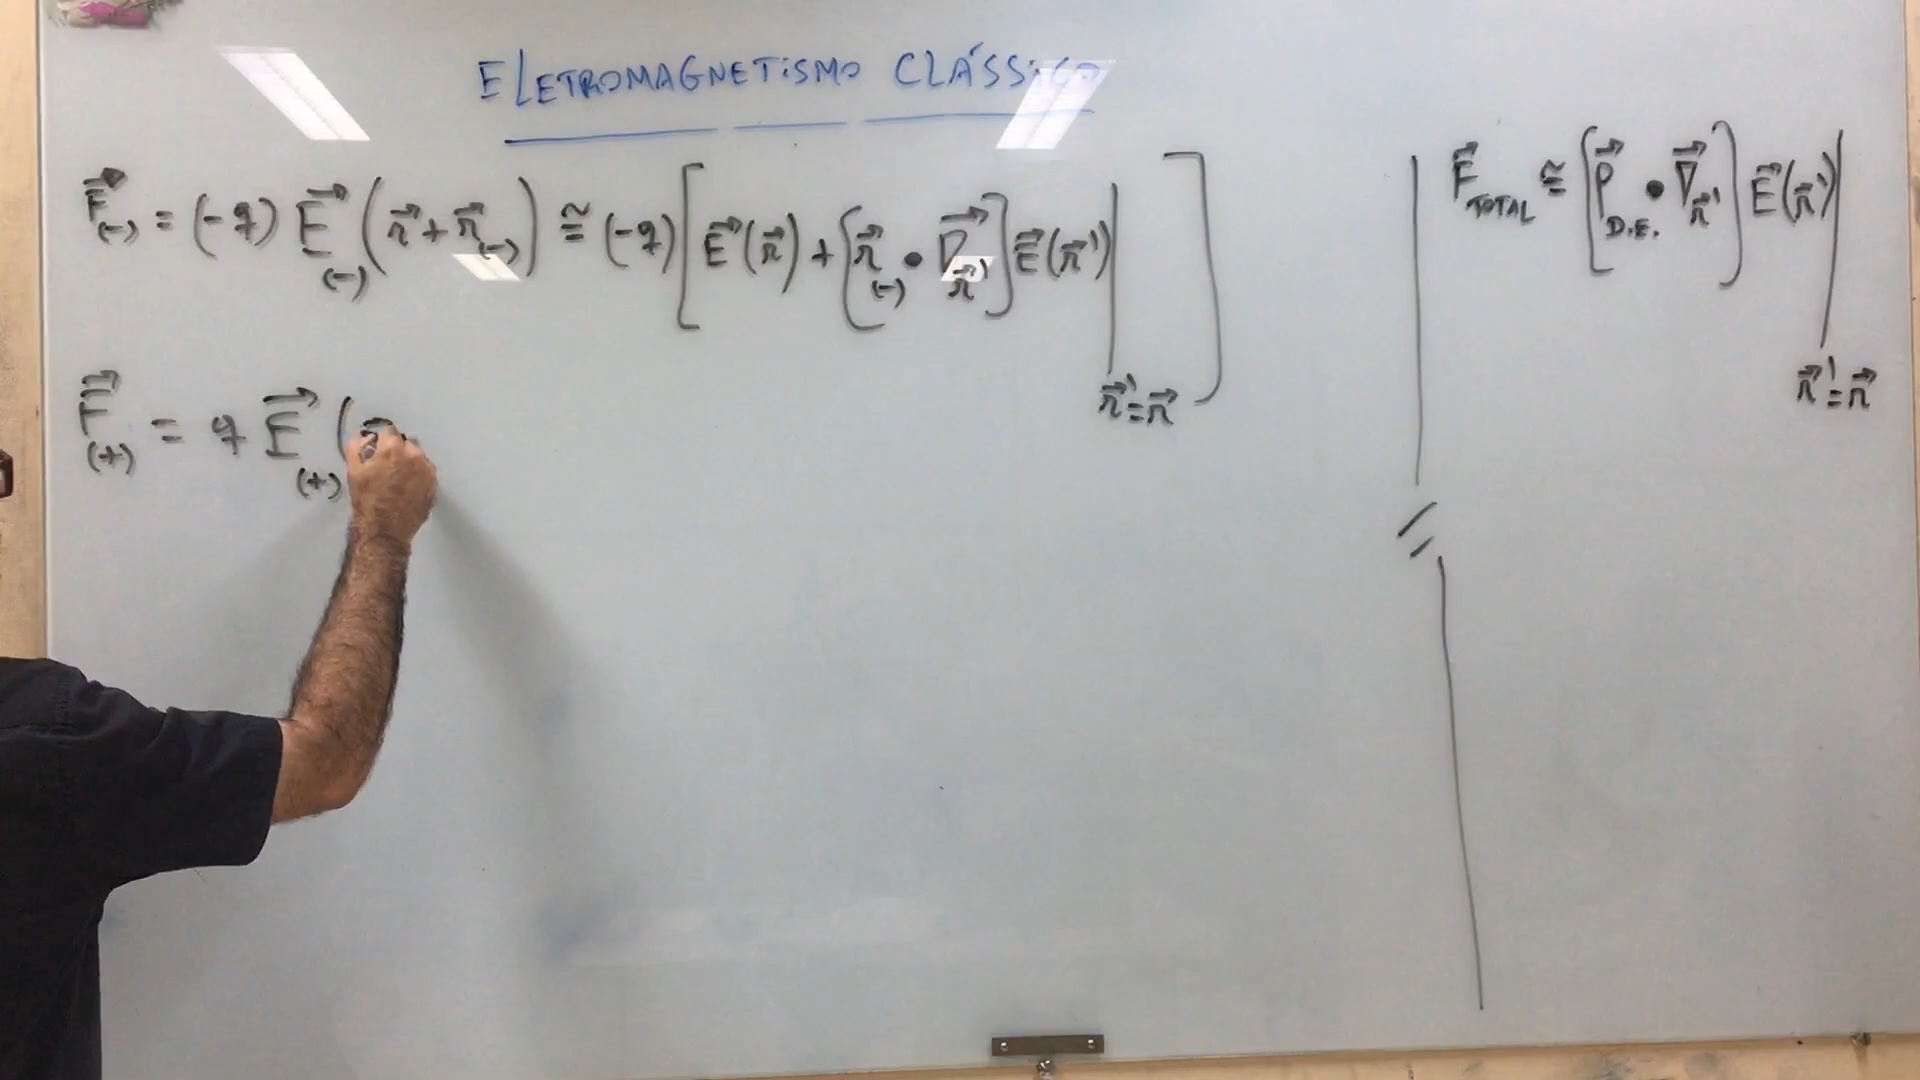 ELETROMAGNETISMO CLÁSSICO
F⃗(-) = (-q) E⃗(-) (r⃗ + r⃗(-)) ≅ (-q) [E⃗(r⃗) + [r⃗(-) • ∇⃗r⃗'] E⃗(r⃗') | r⃗' = r⃗ ]
F⃗(+) = q E⃗(+) (
F⃗TOTAL ≅ [P⃗D.E. • ∇⃗r⃗'] E⃗(r⃗') | r⃗' = r⃗